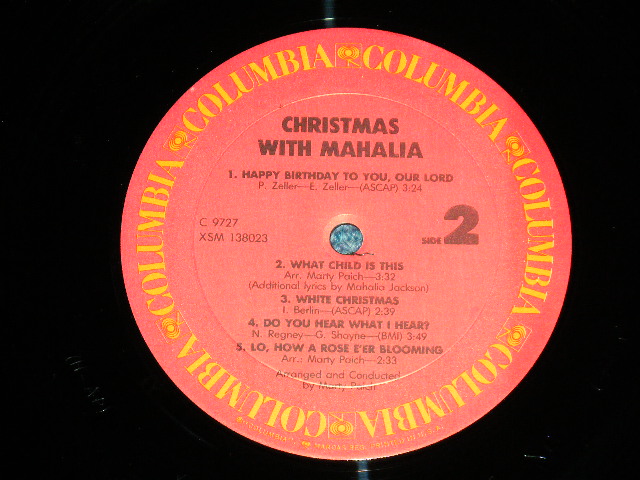 COLUMBIA COLUMBIA COLUMBIA COLUMBIA COLUMBIA COLUMBIA
CHRISTMAS
WITH MAHALIA
1. HAPPY BIRTHDAY TO YOU, OUR LORD
P. Zeller—E. Zeller—(ASCAP) 3:24
C 9727
XSM 138023
SIDE 2
2. WHAT CHILD IS THIS
Arr. Marty Paich—3:32
(Additional lyrics by Mahalia Jackson)
3. WHITE CHRISTMAS
I. Berlin—(ASCAP) 2:39
4. DO YOU HEAR WHAT I HEAR?
N. Regney—G. Shayne—(BMI) 3:49
5. LO, HOW A ROSE E'ER BLOOMING
Arr.: Marty Paich—2:33
Arranged and Conducted
by Marty Paich